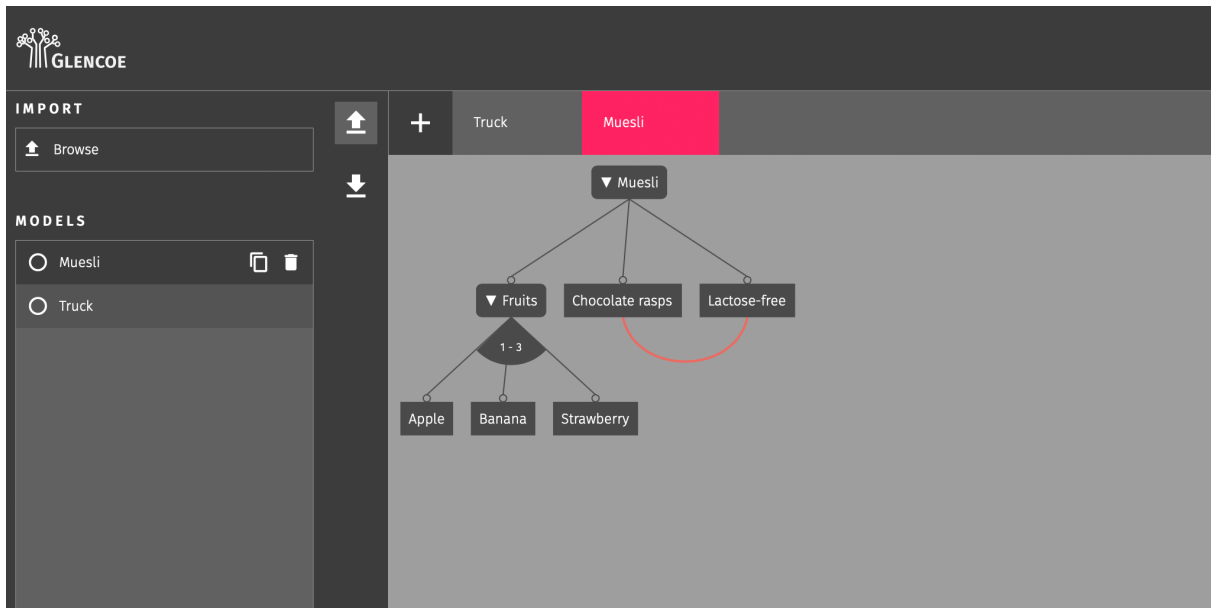 GLENCOE
IMPORT
Browse
MODELS
Muesli
Truck
Truck
Muesli
Muesli
Fruits
Chocolate rasps
Lactose-free
1 - 3
Apple
Banana
Strawberry